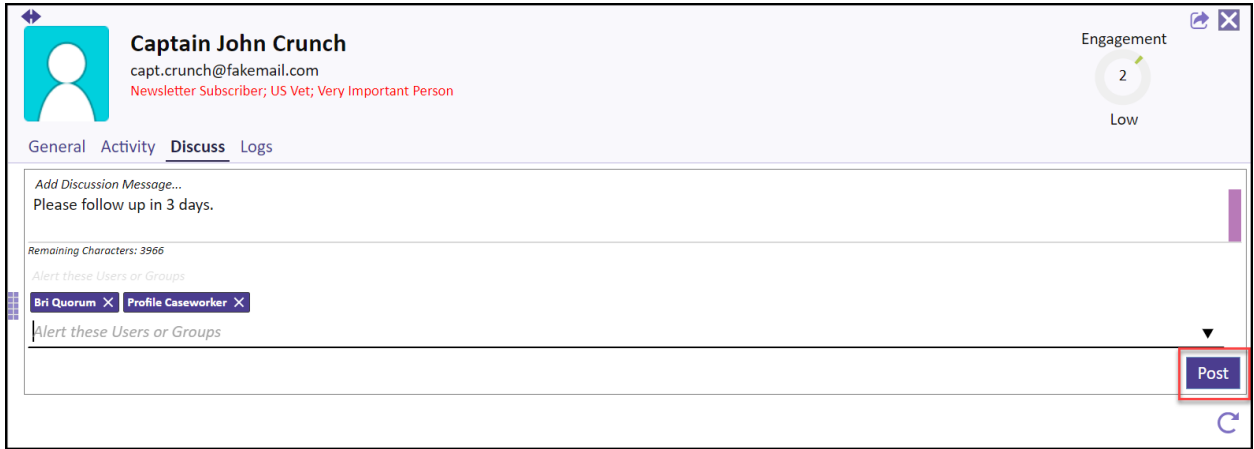 Captain John Crunch
capt.crunch@fakemail.com
Newsletter Subscriber; US Vet; Very Important Person
Engagement
2
Low
General Activity Discuss Logs
Add Discussion Message...
Please follow up in 3 days.
Remaining Characters: 3966
Alert these Users or Groups
Bri Quorum Profile Caseworker
Alert these Users or Groups
Post